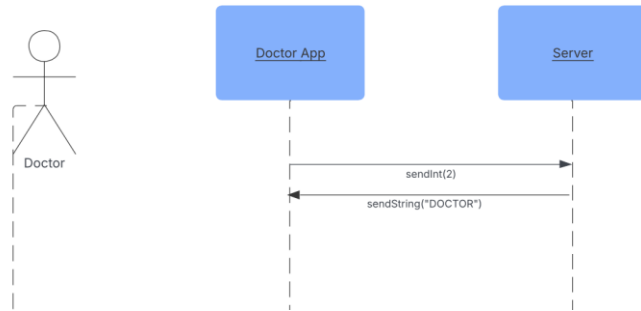 Doctor App
Server
Doctor
sendInt(2)
sendString("DOCTOR")